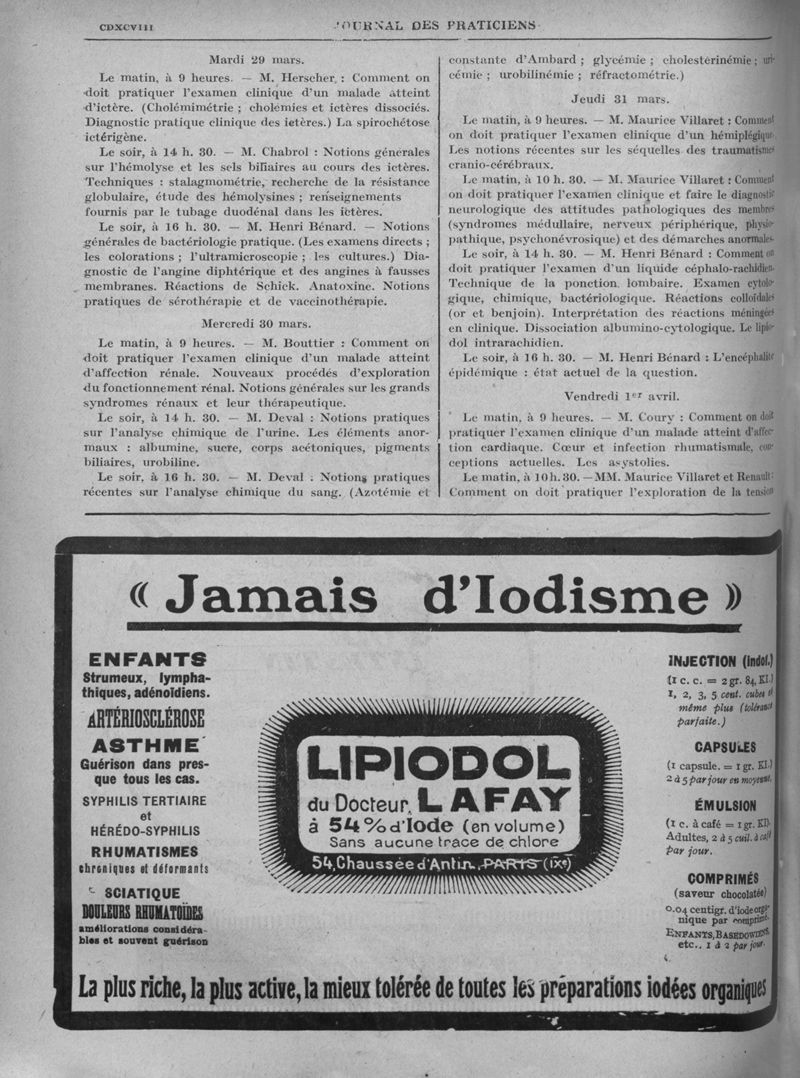 CDXCVIII
JOURNAL DES PRATICIENS
Mardi 29 mars.
Le matin, à 9 heures. — M. Herscher, : Comment on
doit pratiquer l'examen clinique d'un malade atteint
d'ictère. (Cholémimétrie ; cholemies et ictères dissociés.
Diagnostic pratique clinique des ictères.) La spirochétose
ictérigène.
Le soir, à 14 h. 30. — M. Chabrol : Notions générales
sur l'hémolyse et les sels biliaires au cours des ictères.
Techniques : stalagmométrie, recherche de la résistance
globulaire, étude des hémolysines ; renseignements
fournis par le tubage duodénal dans les ictères.
Le soir, à 16 h. 30. — M. Henri Bénard. — Notions
générales de bactériologie pratique. (Les examens directs ;
les colorations ; l'ultramicroscopie ; les cultures.) Dia-
gnostic de l'angine diphtérique et des angines à fausses
membranes. Réactions de Schick. Anatoxine. Notions
pratiques de sérothérapie et de vaccinothérapie.
Mercredi 30 mars.
Le matin, à 9 heures. — M. Bouttier : Comment on
doit pratiquer l'examen clinique d'un malade atteint
d'affection rénale. Nouveaux procédés d'exploration
du fonctionnement rénal. Notions générales sur les grands
syndromes rénaux et leur thérapeutique.
Le soir, à 14 h. 30. — M. Deval : Notions pratiques
sur l'analyse chimique de l'urine. Les éléments anor-
maux : albumine, sucre, corps acétoniques, pigments
biliaires, urobiline.
Le soir, à 16 h. 30. — M. Deval : Notions pratiques
récentes sur l'analyse chimique du sang. (Azotémie et
constante d'Ambard ; glycémie ; cholesterinémie ; uri-
cémie ; urobilinémie ; réfractométrie.)
Jeudi 31 mars.
Le matin, à 9 heures. — M. Maurice Villaret : Comment
on doit pratiquer l'examen clinique d'un hémiplégique.
Les notions récentes sur les séquelles des traumatismes
cranio-cérébraux.
Le matin, à 10 h. 30. — M. Maurice Villaret : Comment
on doit pratiquer l'examen clinique et faire le diagnostic
neurologique des attitudes pathologiques des membres
(syndromes médullaire, nerveux périphérique, physio-
pathique, psychonévrosique) et des démarches anormales.
Le soir, à 14 h. 30. — M. Henri Bénard : Comment on
doit pratiquer l'examen d'un liquide céphalo-rachidien.
Technique de la ponction lombaire. Examen cytolo-
gique, chimique, bactériologique. Réactions colloïdales
(or et benjoin). Interprétation des réactions méningées
en clinique. Dissociation albumino-cytologique. Le lipio-
dol intrarachidien.
Le soir, à 16 h. 30. — M. Henri Bénard : L'encéphalite
épidémique : état actuel de la question.
Vendredi 1er avril.
Le matin, à 9 heures. — M. Coury : Comment on doit
pratiquer l'examen clinique d'un malade atteint d'affec-
tion cardiaque. Cœur et infection rhumatismale, con-
ceptions actuelles. Les asystolies.
Le matin, à 10 h. 30. — MM. Maurice Villaret et Renault :
Comment on doit pratiquer l'exploration de la tension
« Jamais d'Iodisme »
ENFANTS
Strumeux, lympha-
thiques, adénoïdiens.
ARTÉRIOSCLÉROSE
ASTHME
Guérison dans pres-
que tous les cas.
SYPHILIS TERTIAIRE
et
HÉRÉDO-SYPHILIS
RHUMATISMES
chroniques et déformants
SCIATIQUE
DOULEURS RHUMATOÏDES
améliorations considéra-
bles et souvent guérison
LIPIODOL
du Docteur LAFAY
à 54 % d'Iode (en volume)
Sans aucune trace de chlore
54, Chaussée d'Antin, PARIS (IXe)
INJECTION (Indol.)
(1 c. c. = 2 gr. 84, KI.)
1, 2, 3, 5 cent. cubes et
même plus (tolérance
parfaite.)
CAPSULES
(1 capsule. = 1 gr. KI.)
2 à 5 par jour en moyenne.
ÉMULSION
(1 c. à café = 1 gr. KI).
Adultes, 2 à 5 cuil. à café
par jour.
COMPRIMÉS
(saveur chocolatée)
0.04 centigr. d'iode orga-
nique par comprimé.
ENFANTS, BASEDOWIENS,
etc.. 1 à 2 par jour.
La plus riche, la plus active, la mieux tolérée de toutes les préparations iodées organiques